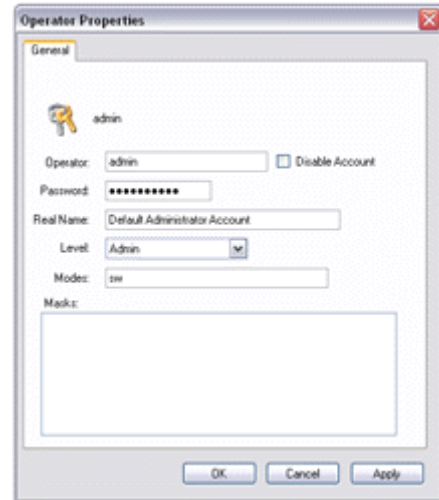 Operator Properties
General
admin
Operator: admin Disable Account
Password: ••••••••••
Real Name: Default Administrator Account
Level: Admin
Modes: sw
Masks:
OK Cancel Apply